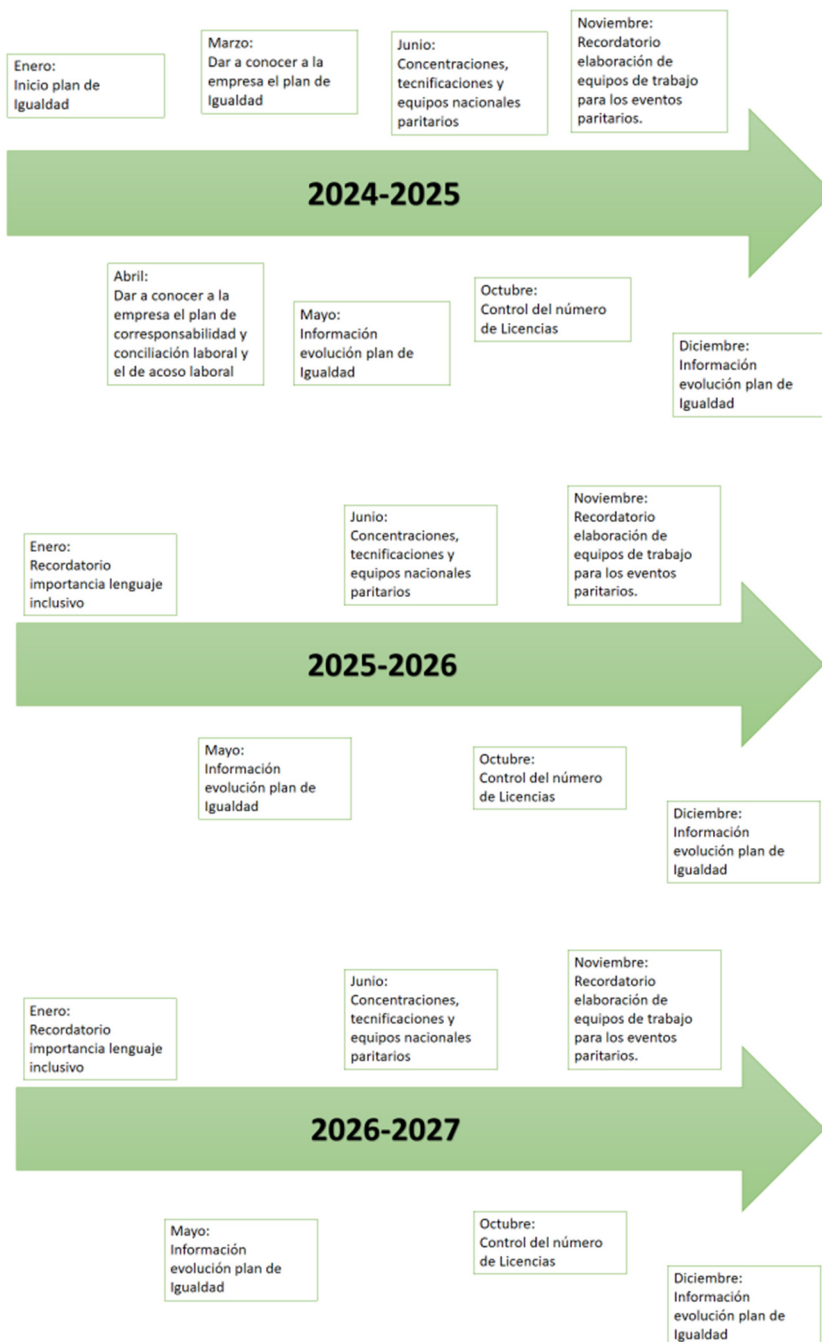 Enero:
Inicio plan de
Igualdad
Marzo:
Dar a conocer a la
empresa el plan de
Igualdad
Junio:
Concentraciones,
tecnificaciones y
equipos nacionales
paritarios
Noviembre:
Recordatorio
elaboración de
equipos de trabajo
para los eventos
paritarios.
2024-2025
Abril:
Dar a conocer a la
empresa el plan de
corresponsabilidad y
conciliación laboral y
el de acoso laboral
Mayo:
Información
evolución plan de
Igualdad
Octubre:
Control del número
de Licencias
Diciembre:
Información
evolución plan de
Igualdad
Enero:
Recordatorio
importancia lenguaje
inclusivo
Junio:
Concentraciones,
tecnificaciones y
equipos nacionales
paritarios
Noviembre:
Recordatorio
elaboración de
equipos de trabajo
para los eventos
paritarios.
2025-2026
Mayo:
Información
evolución plan de
Igualdad
Octubre:
Control del número
de Licencias
Diciembre:
Información
evolución plan de
Igualdad
Enero:
Recordatorio
importancia lenguaje
inclusivo
Junio:
Concentraciones,
tecnificaciones y
equipos nacionales
paritarios
Noviembre:
Recordatorio
elaboración de
equipos de trabajo
para los eventos
paritarios.
2026-2027
Mayo:
Información
evolución plan de
Igualdad
Octubre:
Control del número
de Licencias
Diciembre:
Información
evolución plan de
Igualdad